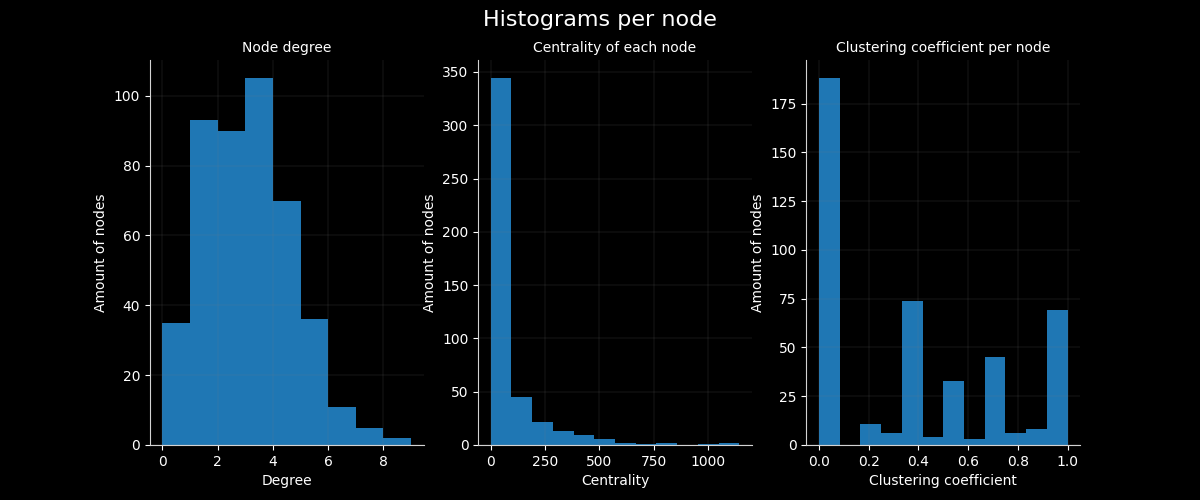 Histograms per node
Node degree
Amount of nodes
100
80
60
40
20
0
0 2 4 6 8
Degree
Centrality of each node
Amount of nodes
350
300
250
200
150
100
50
0
0 250 500 750 1000
Centrality
Clustering coefficient per node
Amount of nodes
175
150
125
100
75
50
25
0
0.0 0.2 0.4 0.6 0.8 1.0
Clustering coefficient